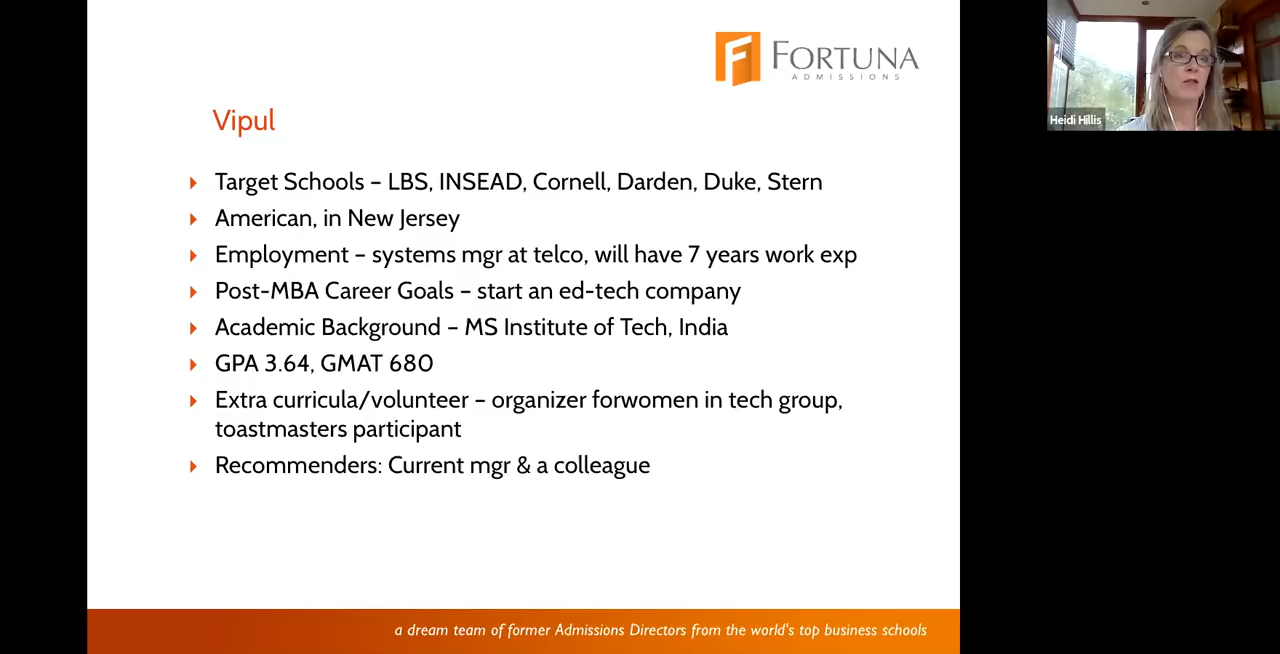 FORTUNA
ADMISSIONS
Heidi Hillis
Vipul
Target Schools – LBS, INSEAD, Cornell, Darden, Duke, Stern
American, in New Jersey
Employment – systems mgr at telco, will have 7 years work exp
Post-MBA Career Goals – start an ed-tech company
Academic Background – MS Institute of Tech, India
GPA 3.64, GMAT 680
Extra curricula/volunteer – organizer forwomen in tech group,
toastmasters participant
Recommenders: Current mgr & a colleague
a dream team of former Admissions Directors from the world's top business schools